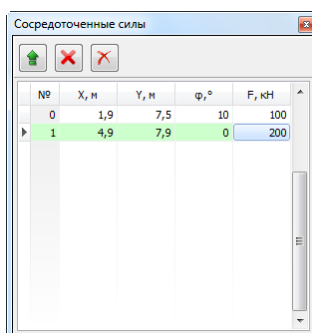 Сосредоточенные силы
№ X, м Y, м φ,° F, кН
0 1,9 7,5 10 100
1 4,9 7,9 0 200